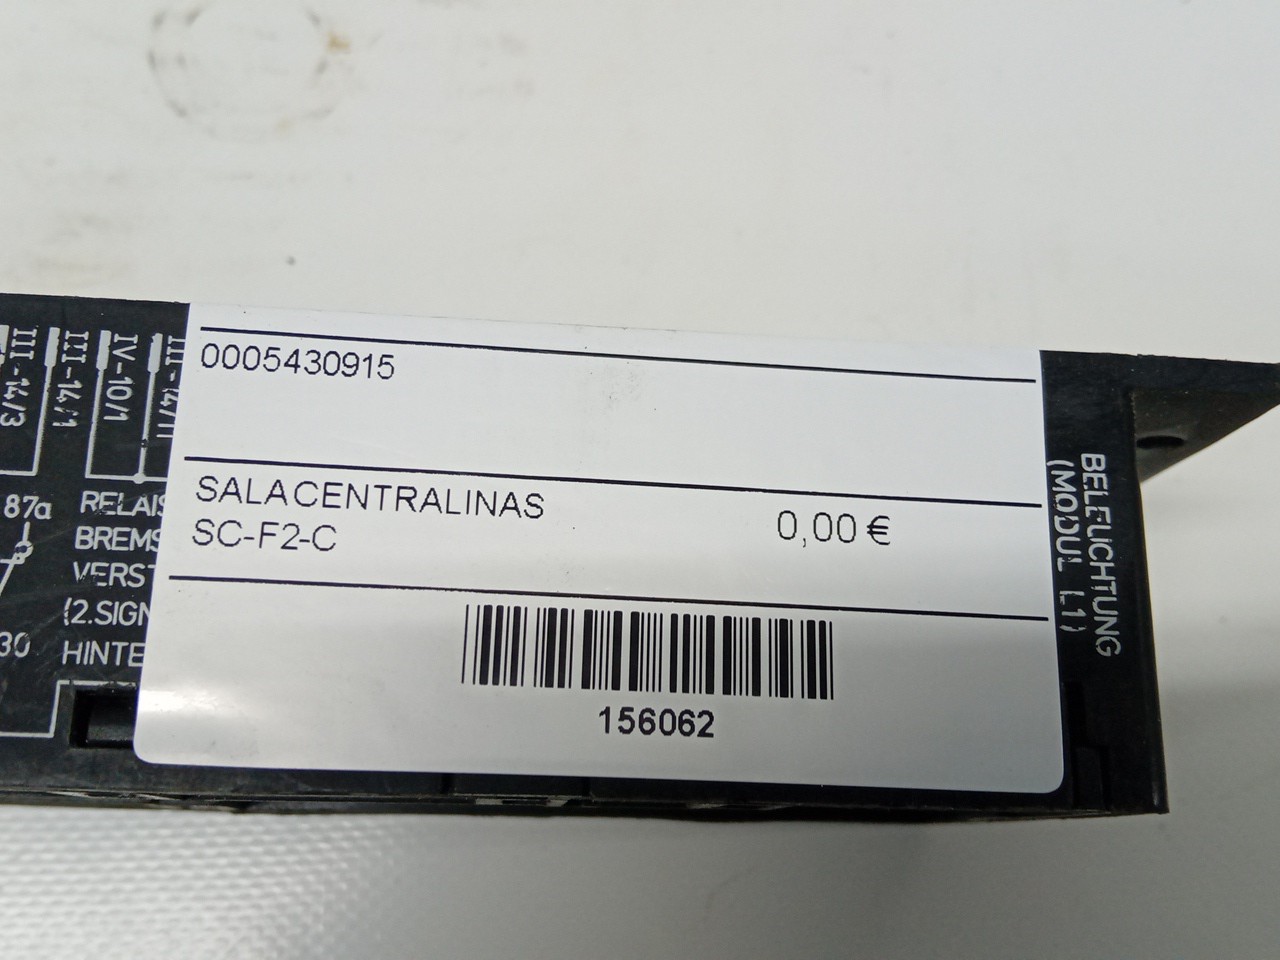 0005430915
SALACENTRALINAS
SC-F2-C
0,00 €
156062
III-14/3
III-14/1
IV-10/1
87a
30
RELAIS
BREMS
VERST
(2.SIGN
HINTE
BELFLICHTUNG
(MODUL L1)